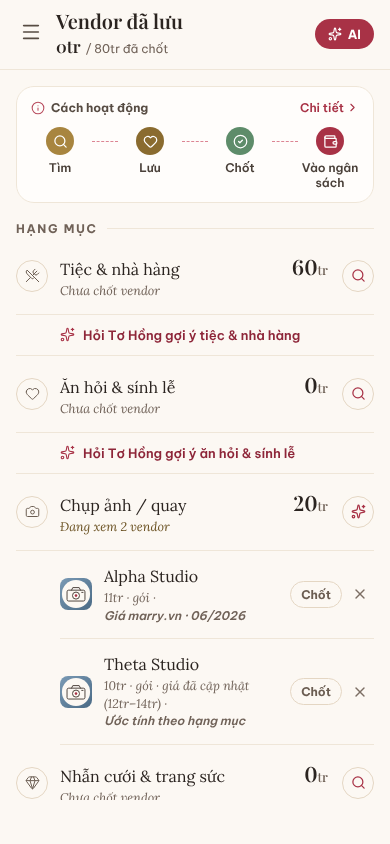 Vendor đã lưu
0tr / 80tr đã chốt
AI
Cách hoạt động
Chi tiết
Tìm
Lưu
Chốt
Vào ngân sách
HẠNG MỤC
Tiệc & nhà hàng
60tr
Chưa chốt vendor
Hỏi Tơ Hồng gợi ý tiệc & nhà hàng
Ăn hỏi & sính lễ
0tr
Chưa chốt vendor
Hỏi Tơ Hồng gợi ý ăn hỏi & sính lễ
Chụp ảnh / quay
20tr
Đang xem 2 vendor
Alpha Studio
11tr · gói ·
Giá marry.vn · 06/2026
Chốt
Theta Studio
10tr · gói · giá đã cập nhật
(12tr–14tr) ·
Ước tính theo hạng mục
Chốt
Nhẫn cưới & trang sức
0tr
Chưa chốt vendor